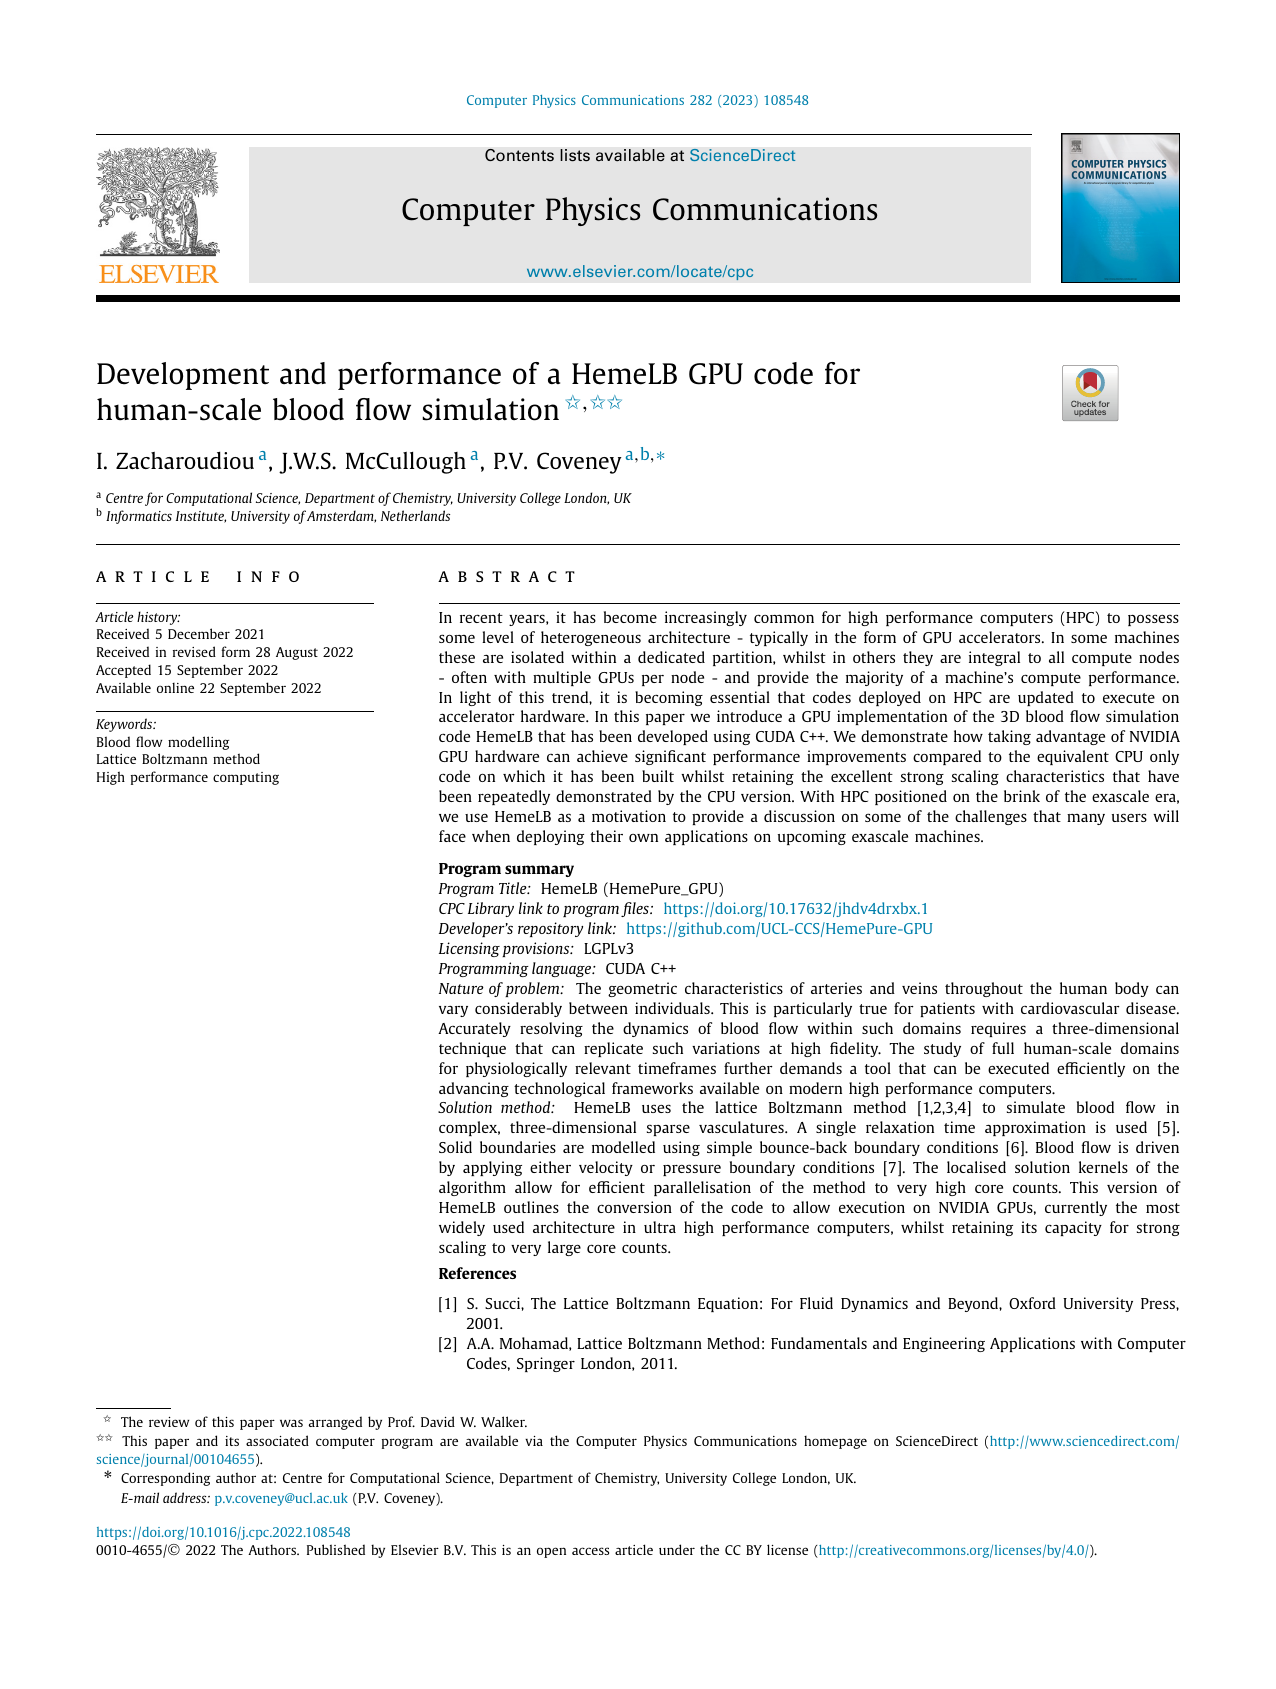 Computer Physics Communications 282 (2023) 108548
Contents lists available at ScienceDirect
Computer Physics Communications
www.elsevier.com/locate/cpc
ELSEVIER
COMPUTER PHYSICS
COMMUNICATIONS
Development and performance of a HemeLB GPU code for
human-scale blood flow simulation ☆,☆☆
Check for
updates
I. Zacharoudiou a, J.W.S. McCullough a, P.V. Coveney a,b,*
a Centre for Computational Science, Department of Chemistry, University College London, UK
b Informatics Institute, University of Amsterdam, Netherlands
ARTICLE INFO
Article history:
Received 5 December 2021
Received in revised form 28 August 2022
Accepted 15 September 2022
Available online 22 September 2022
Keywords:
Blood flow modelling
Lattice Boltzmann method
High performance computing
ABSTRACT
In recent years, it has become increasingly common for high performance computers (HPC) to possess
some level of heterogeneous architecture - typically in the form of GPU accelerators. In some machines
these are isolated within a dedicated partition, whilst in others they are integral to all compute nodes
- often with multiple GPUs per node - and provide the majority of a machine's compute performance.
In light of this trend, it is becoming essential that codes deployed on HPC are updated to execute on
accelerator hardware. In this paper we introduce a GPU implementation of the 3D blood flow simulation
code HemeLB that has been developed using CUDA C++. We demonstrate how taking advantage of NVIDIA
GPU hardware can achieve significant performance improvements compared to the equivalent CPU only
code on which it has been built whilst retaining the excellent strong scaling characteristics that have
been repeatedly demonstrated by the CPU version. With HPC positioned on the brink of the exascale era,
we use HemeLB as a motivation to provide a discussion on some of the challenges that many users will
face when deploying their own applications on upcoming exascale machines.
Program summary
Program Title: HemeLB (HemePure_GPU)
CPC Library link to program files: https://doi.org/10.17632/jhdv4drxbx.1
Developer's repository link: https://github.com/UCL-CCS/HemePure-GPU
Licensing provisions: LGPLv3
Programming language: CUDA C++
Nature of problem: The geometric characteristics of arteries and veins throughout the human body can
vary considerably between individuals. This is particularly true for patients with cardiovascular disease.
Accurately resolving the dynamics of blood flow within such domains requires a three-dimensional
technique that can replicate such variations at high fidelity. The study of full human-scale domains
for physiologically relevant timeframes further demands a tool that can be executed efficiently on the
advancing technological frameworks available on modern high performance computers.
Solution method: HemeLB uses the lattice Boltzmann method [1,2,3,4] to simulate blood flow in
complex, three-dimensional sparse vasculatures. A single relaxation time approximation is used [5].
Solid boundaries are modelled using simple bounce-back boundary conditions [6]. Blood flow is driven
by applying either velocity or pressure boundary conditions [7]. The localised solution kernels of the
algorithm allow for efficient parallelisation of the method to very high core counts. This version of
HemeLB outlines the conversion of the code to allow execution on NVIDIA GPUs, currently the most
widely used architecture in ultra high performance computers, whilst retaining its capacity for strong
scaling to very large core counts.
References
[1] S. Succi, The Lattice Boltzmann Equation: For Fluid Dynamics and Beyond, Oxford University Press,
2001.
[2] A.A. Mohamad, Lattice Boltzmann Method: Fundamentals and Engineering Applications with Computer
Codes, Springer London, 2011.
☆ The review of this paper was arranged by Prof. David W. Walker.
☆☆ This paper and its associated computer program are available via the Computer Physics Communications homepage on ScienceDirect (http://www.sciencedirect.com/
science/journal/00104655).
* Corresponding author at: Centre for Computational Science, Department of Chemistry, University College London, UK.
E-mail address: p.v.coveney@ucl.ac.uk (P.V. Coveney).
https://doi.org/10.1016/j.cpc.2022.108548
0010-4655/© 2022 The Authors. Published by Elsevier B.V. This is an open access article under the CC BY license (http://creativecommons.org/licenses/by/4.0/).